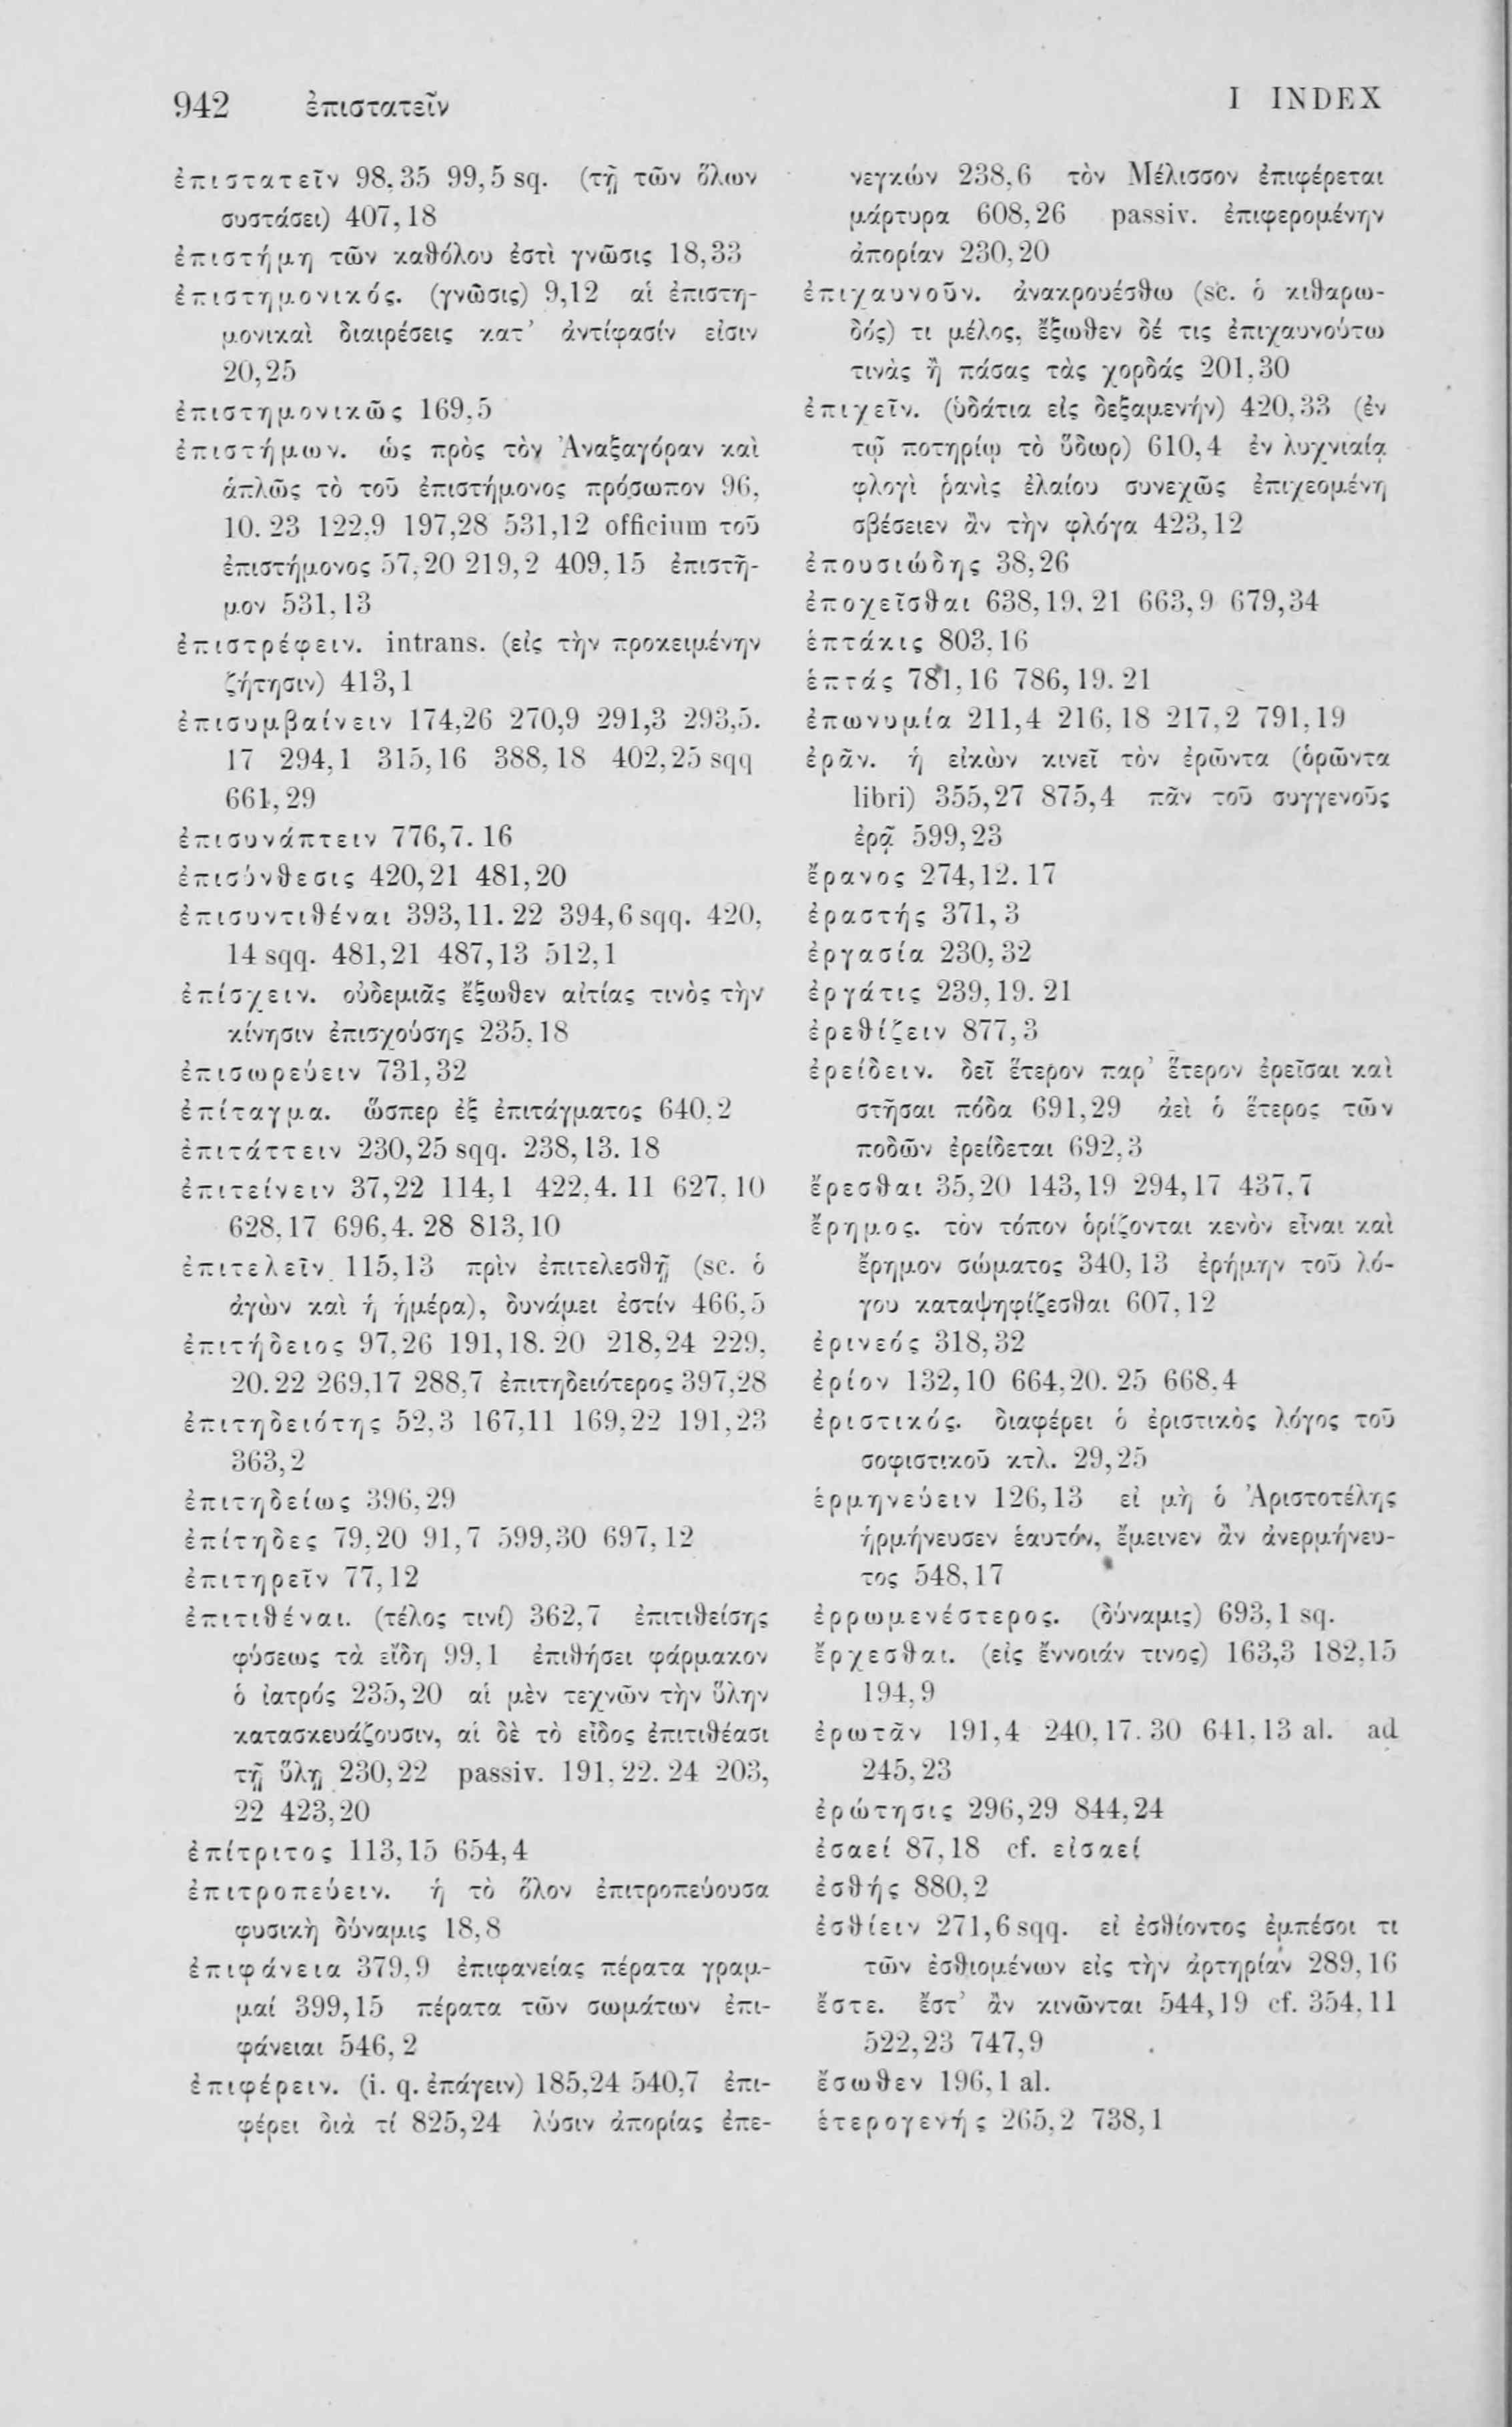 942 ἐπιστατεῖν
I INDEX
ἐπιστατεῖν 98,35 99,5 sq. (τῇ τῶν ὅλων
συστάσει) 407,18
ἐπιστήμη τῶν καθόλου ἐστὶ γνῶσις 18,33
ἐπιστημονικός. (γνῶσις) 9,12 αἱ ἐπιστη-
μονικαὶ διαιρέσεις κατ’ ἀντίφασίν εἰσιν
20,25
ἐπιστημονικῶς 169,5
ἐπιστήμων. ὡς πρὸς τὸν Ἀναξαγόραν καὶ
ἁπλῶς τὸ τοῦ ἐπιστήμονος πρόσωπον 96,
10. 23 122,9 197,28 531,12 officium τοῦ
ἐπιστήμονος 57,20 219,2 409,15 ἐπιστῆ-
μον 531,13
ἐπιστρέφειν. intrans. (εἰς τὴν προκειμένην
ζήτησιν) 413,1
ἐπισυμβαίνειν 174,26 270,9 291,3 293,5.
17 294,1 315,16 388,18 402,25 sqq
661,29
ἐπισυνάπτειν 776,7. 16
ἐπισύνθεσις 420,21 481,20
ἐπισυντιθέναι 393,11. 22 394,6 sqq. 420,
14 sqq. 481,21 487,13 512,1
ἐπίσχειν. οὐδεμιᾶς ἔξωθεν αἰτίας τινὸς τὴν
κίνησιν ἐπισχούσης 235,18
ἐπισωρεύειν 731,32
ἐπίταγμα. ὥσπερ ἐξ ἐπιτάγματος 640,2
ἐπιτάττειν 230,25 sqq. 238,13. 18
ἐπιτείνειν 37,22 114,1 422,4. 11 627,10
628,17 696,4. 28 813,10
ἐπιτελεῖν 115,13 πρὶν ἐπιτελεσθῇ (sc. ὁ
ἀγὼν καὶ ἡ ἡμέρα), δυνάμει ἐστίν 466,5
ἐπιτήδειος 97,26 191,18. 20 218,24 229,
20. 22 269,17 288,7 ἐπιτηδειότερος 397,28
ἐπιτηδειότης 52,3 167,11 169,22 191,23
363,2
ἐπιτηδείως 396,29
ἐπίτηδες 79,20 91,7 599,30 697,12
ἐπιτηρεῖν 77,12
ἐπιτιθέναι. (τέλος τινί) 362,7 ἐπιτιθείσης
φύσεως τὰ εἴδη 99,1 ἐπιθήσει φάρμακον
ὁ ἰατρός 235,20 αἱ μὲν τεχνῶν τὴν ὕλην
κατασκευάζουσιν, αἱ δὲ τὸ εἶδος ἐπιτιθέασι
τῇ ὕλῃ 230,22 passiv. 191,22. 24 203,
22 423,20
ἐπίτριτος 113,15 654,4
ἐπιτροπεύειν. ἡ τὸ ὅλον ἐπιτροπεύουσα
φυσικὴ δύναμις 18,8
ἐπιφάνεια 379,9 ἐπιφανείας πέρατα γραμ-
μαί 399,15 πέρατα τῶν σωμάτων ἐπι-
φάνειαι 546,2
ἐπιφέρειν. (i. q. ἐπάγειν) 185,24 540,7 ἐπι-
φέρει διὰ τί 825,24 λύσιν ἀπορίας ἐπε-
νεγκών 238,6 τὸν Μέλισσον ἐπιφέρεται
μάρτυρα 608,26 passiv. ἐπιφερομένην
ἀπορίαν 230,20
ἐπιχαυνοῦν. ἀνακρουέσθω (sc. ὁ κιθαρω-
δός) τι μέλος, ἔξωθεν δέ τις ἐπιχαυνούτω
τινὰς ἢ πάσας τὰς χορδάς 201,30
ἐπιχεῖν. (ὑδάτια εἰς δεξαμενήν) 420,33 (ἐν
τῷ ποτηρίῳ τὸ ὕδωρ) 610,4 ἐν λυχνιαίᾳ
φλογὶ ῥανὶς ἐλαίου συνεχῶς ἐπιχεομένη
σβέσειεν ἂν τὴν φλόγα 423,12
ἐπουσιώδης 38,26
ἐποχεῖσθαι 638,19. 21 663,9 679,34
ἑπτάκις 803,16
ἑπτάς 781,16 786,19. 21
ἐπωνυμία 211,4 216,18 217,2 791,19
ἐρᾶν. ἡ εἰκὼν κινεῖ τὸν ἐρῶντα (ὁρῶντα
libri) 355,27 875,4 πᾶν τοῦ συγγενοῦς
ἐρᾷ 599,23
ἔρανος 274,12. 17
ἐραστής 371,3
ἐργασία 230,32
ἐργάτις 239,19. 21
ἐρεθίζειν 877,3
ἐρείδειν. δεῖ ἕτερον παρ’ ἕτερον ἐρεῖσαι καὶ
στῆσαι πόδα 691,29 ἀεὶ ὁ ἕτερος τῶν
ποδῶν ἐρείδεται 692,3
ἔρεσθαι 35,20 143,19 294,17 437,7
ἔρημος. τὸν τόπον ὁρίζονται κενὸν εἶναι καὶ
ἔρημον σώματος 340,13 ἐρήμην τοῦ λό-
γου καταψηφίζεσθαι 607,12
ἐρινεός 318,32
ἐρίον 132,10 664,20. 25 668,4
ἐριστικός. διαφέρει ὁ ἐριστικὸς λόγος τοῦ
σοφιστικοῦ κτλ. 29,25
ἑρμηνεύειν 126,13 εἰ μὴ ὁ Ἀριστοτέλης
ἡρμήνευσεν ἑαυτόν, ἔμεινεν ἂν ἀνερμήνευ-
τος 548,17
ἐρρωμενέστερος. (δύναμις) 693,1 sq.
ἔρχεσθαι. (εἰς ἔννοιάν τινος) 163,3 182,15
194,9
ἐρωτᾶν 191,4 240,17. 30 641,13 al. ad
245,23
ἐρώτησις 296,29 844,24
ἐσαεί 87,18 cf. εἰσαεί
ἐσθής 880,2
ἐσθίειν 271,6 sqq. εἰ ἐσθίοντος ἐμπέσοι τι
τῶν ἐσθιομένων εἰς τὴν ἀρτηρίαν 289,16
ἔστε. ἔστ’ ἂν κινῶνται 544,19 cf. 354,11
522,23 747,9
ἔσωθεν 196,1 al.
ἑτερογενής 265,2 738,1